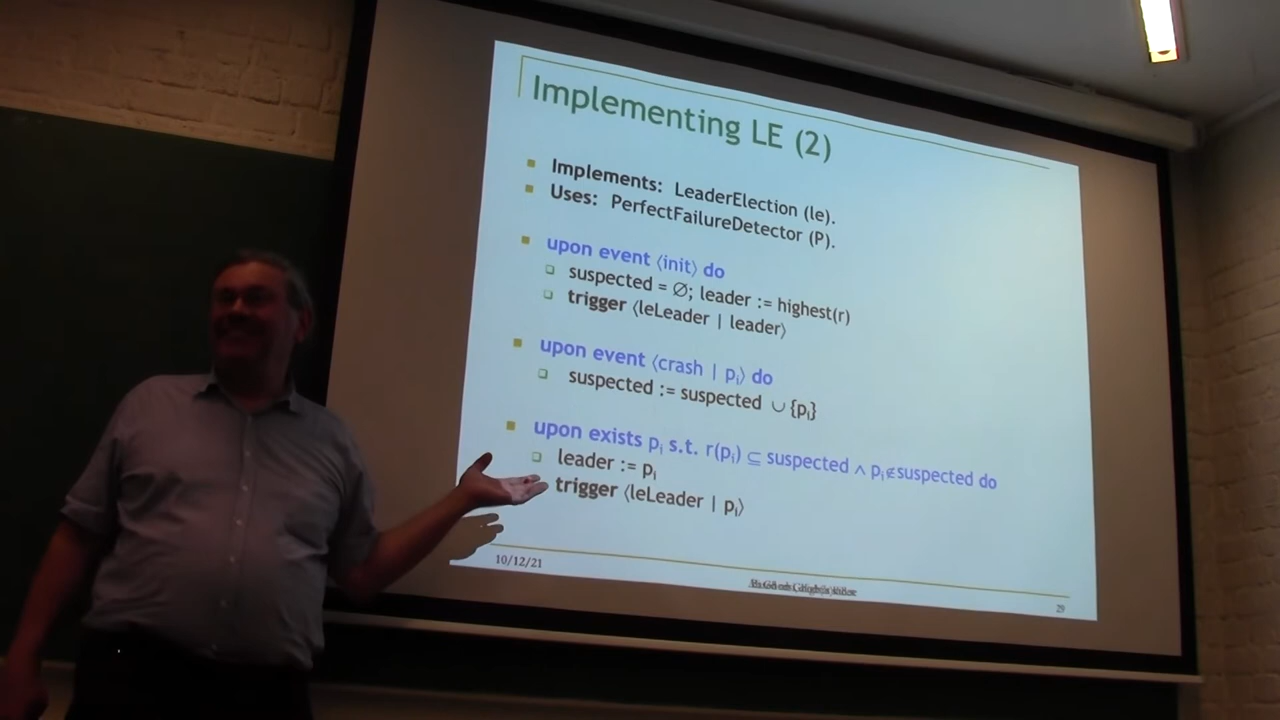 Implementing LE (2)
Implements: LeaderElection (le).
Uses: PerfectFailureDetector (P).
upon event ⟨init⟩ do
suspected = ∅; leader := highest(r)
trigger ⟨leLeader | leader⟩
upon event ⟨crash | pᵢ⟩ do
suspected := suspected ∪ {pᵢ}
upon exists pᵢ s.t. r(pᵢ) ⊆ suspected ∧ pᵢ∉suspected do
leader := pᵢ
trigger ⟨leLeader | pᵢ⟩
10/12/21
29